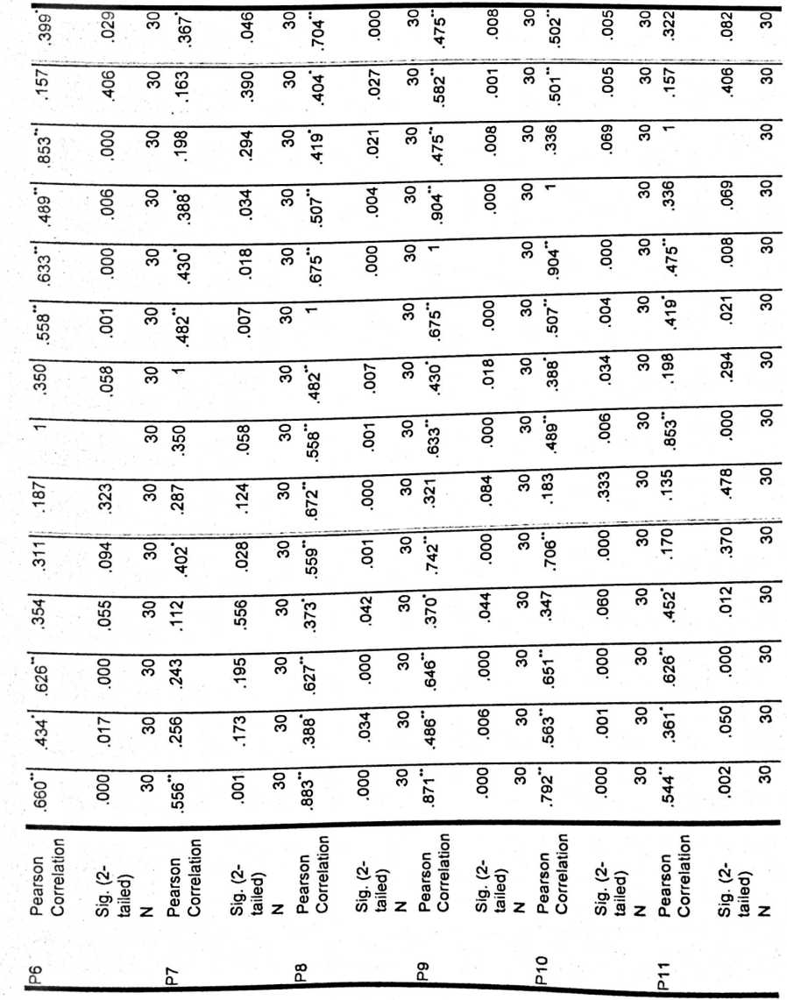 P6 Pearson
Correlation .660** .434* .626** .354 .311 .187 1 .350 .558** .633** .489** .853** .157 .399*
Sig. (2-
tailed) .000 .017 .000 .055 .094 .323 .058 .001 .000 .006 .000 .406 .029
N 30 30 30 30 30 30 30 30 30 30 30 30 30 30
P7 Pearson
Correlation .556** .256 .243 .112 .402* .287 .350 1 .482** .430* .388* .198 .163 .367*
Sig. (2-
tailed) .001 .173 .195 .556 .028 .124 .058 .007 .018 .034 .294 .390 .046
N 30 30 30 30 30 30 30 30 30 30 30 30 30 30
P8 Pearson
Correlation .883** .388* .627** .373* .559** .672** .558** .482** 1 .675** .507** .419* .404* .704**
Sig. (2-
tailed) .000 .034 .000 .042 .001 .000 .001 .007 .000 .004 .021 .027 .000
N 30 30 30 30 30 30 30 30 30 30 30 30 30 30
P9 Pearson
Correlation .871** .486** .646** .370* .742** .321 .633** .430* .675** 1 .904** .475** .582** .475**
Sig. (2-
tailed) .000 .006 .000 .044 .000 .084 .000 .018 .000 .000 .008 .001 .008
N 30 30 30 30 30 30 30 30 30 30 30 30 30 30
P10 Pearson
Correlation .792** .563** .651** .347 .706** .183 .489** .388* .507** .904** 1 .336 .501** .502**
Sig. (2-
tailed) .000 .001 .000 .060 .000 .333 .006 .034 .004 .000 .069 .005 .005
N 30 30 30 30 30 30 30 30 30 30 30 30 30 30
P11 Pearson
Correlation .544** .361* .626** .452* .170 .135 .853** .198 .419* .475** .336 1 .157 .322
Sig. (2-
tailed) .002 .050 .000 .012 .370 .478 .000 .294 .021 .008 .069 .406 .082
N 30 30 30 30 30 30 30 30 30 30 30 30 30 30